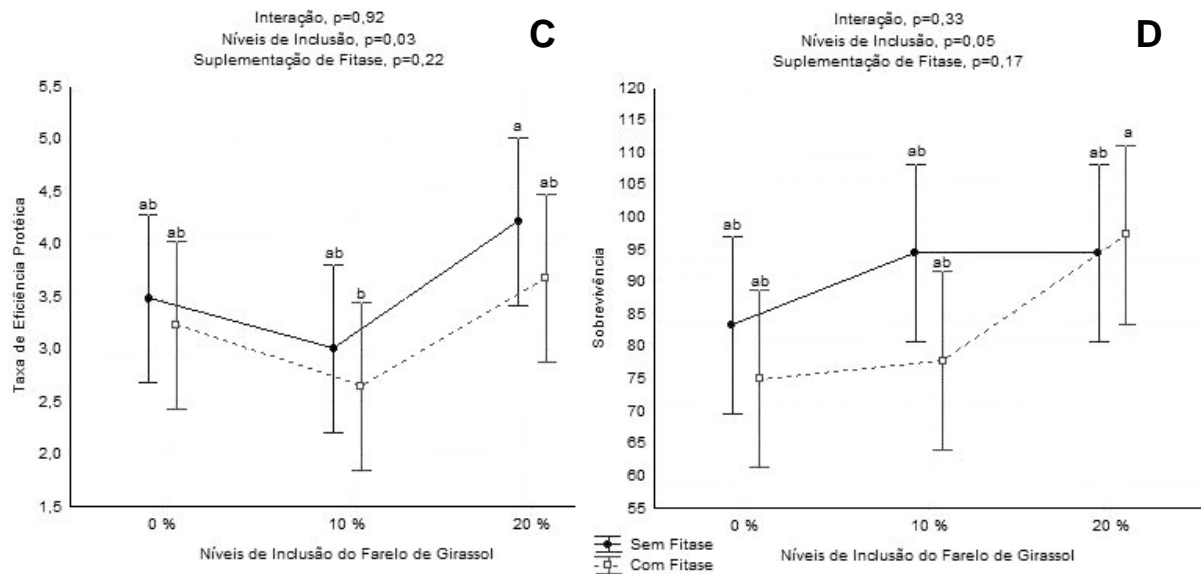 Interação, p=0,92
Níveis de Inclusão, p=0,03
Suplementação de Fitase, p=0,22
C
5,5
5,0
4,5
4,0
3,5
3,0
2,5
2,0
1,5
Taxa de Eficiência Protéica
ab
ab
ab
b
a
ab
0 %
10 %
20 %
Níveis de Inclusão do Farelo de Girassol
Interação, p=0,33
Níveis de Inclusão, p=0,05
Suplementação de Fitase, p=0,17
D
120
115
110
105
100
95
90
85
80
75
70
65
60
55
Sobrevivência
ab
ab
ab
ab
ab
a
0 %
10 %
20 %
Níveis de Inclusão do Farelo de Girassol
Sem Fitase
Com Fitase